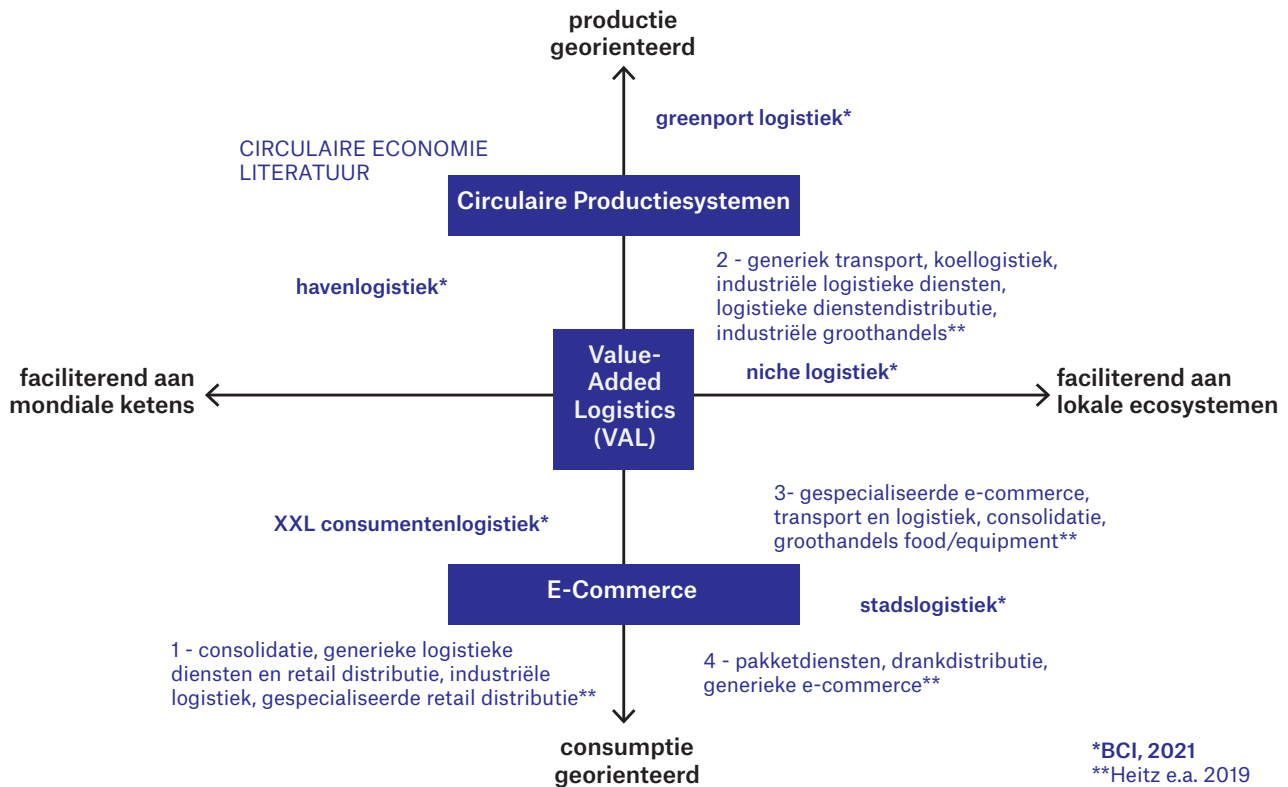 productie
georienteerd
greenport logistiek*
CIRCULAIRE ECONOMIE
LITERATUUR
Circulaire Productiesystemen
havenlogistiek*
2 - generiek transport, koellogistiek,
industriële logistieke diensten,
logistieke dienstendistributie,
industriële groothandels**
Value-
Added
Logistics
(VAL)
niche logistiek*
faciliterend aan
mondiale ketens
faciliterend aan
lokale ecosystemen
XXL consumentenlogistiek*
3- gespecialiseerde e-commerce,
transport en logistiek, consolidatie,
groothandels food/equipment**
E-Commerce
stadslogistiek*
1 - consolidatie, generieke logistieke
diensten en retail distributie, industriële
logistiek, gespecialiseerde retail distributie**
4 - pakketdiensten, drankdistributie,
generieke e-commerce**
consumptie
georienteerd
*BCI, 2021
**Heitz e.a. 2019